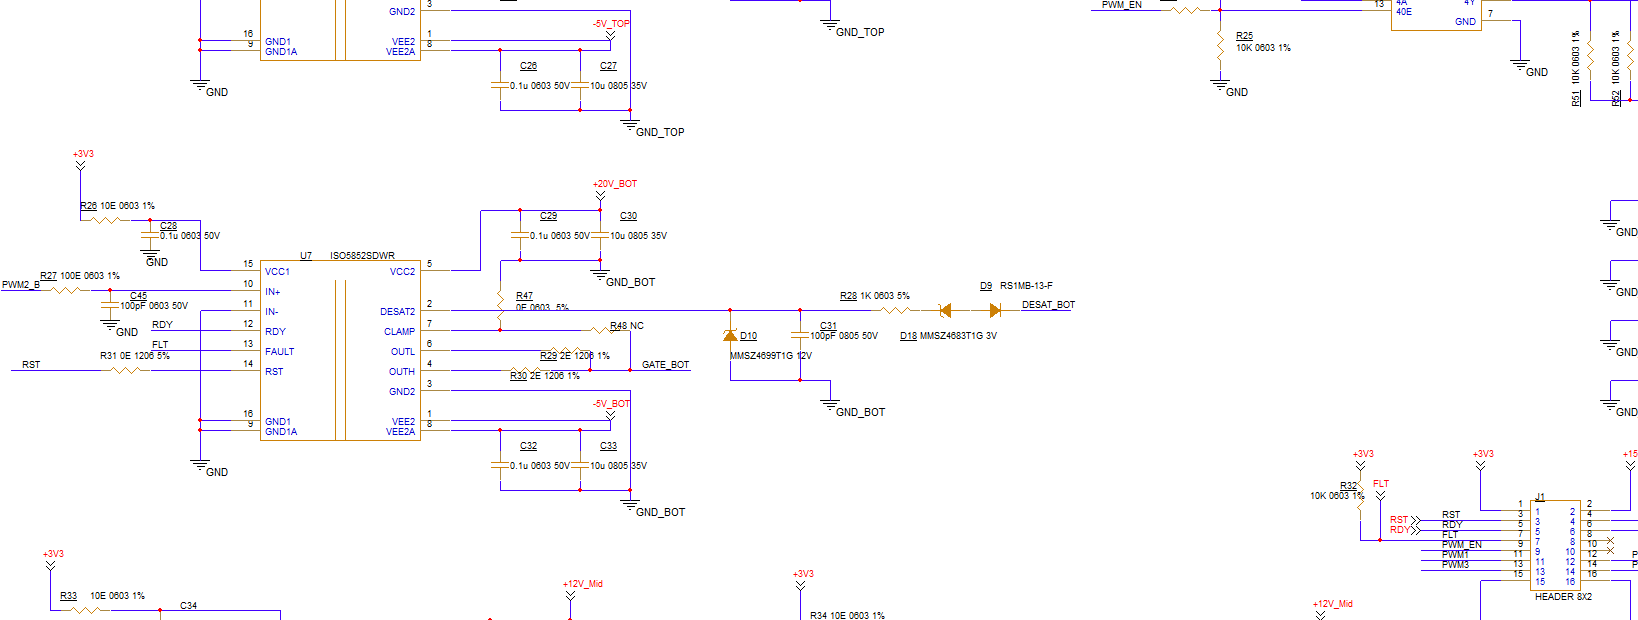 GND2 3
-5V_TOP
16 GND1 VEE2 1
9 GND1A VEE2A 8
C26 C27
0.1u 0603 50V 10u 0805 35V
GND
GND_TOP
GND_TOP
PWM_EN
13 4A 4Y
4OE
GND 7
R25
10K 0603 1%
GND
GND
R51 10K 0603 1%
R52 10K 0603 1%
+3V3
R26 10E 0603 1%
C28
0.1u 0603 50V
GND
+20V_BOT
C29 C30
0.1u 0603 50V 10u 0805 35V
GND_BOT
U7 ISO5852SDWR
15 VCC1 VCC2 5
R27 100E 0603 1%
PWM2_B
10 IN+
C45
100pF 0603 50V
GND
11 IN- DESAT2 2
RDY 12 RDY CLAMP 7
FLT 13 FAULT OUTL 6
RST R31 0E 1206 5% 14 RST OUTH 4
GND2 3
16 GND1 VEE2 1
9 GND1A VEE2A 8
GND
R47
0E 0603 5%
R48 NC
R29 2E 1206 1%
R30 2E 1206 1%
GATE_BOT
-5V_BOT
C32 C33
0.1u 0603 50V 10u 0805 35V
GND_BOT
D10
MMSZ4699T1G 12V
C31
100pF 0805 50V
GND_BOT
R28 1K 0603 5%
D9 RS1MB-13-F
DESAT_BOT
D18 MMSZ4683T1G 3V
GND
GND
GND
GND
+3V3
R32
10K 0603 1%
FLT
+3V3
+15
J1
RST
RDY
RST 1 1 2 2
RDY 3 3 4 4
FLT 5 5 6 6
PWM_EN 7 7 8 8
PWM1 9 9 10 10
PWM3 11 11 12 12 P
13 13 14 14 P
15 15 16 16
HEADER 8X2
+3V3
R33 10E 0603 1%
C34
+12V_Mid
+3V3
R34 10E 0603 1%
+12V_Mid